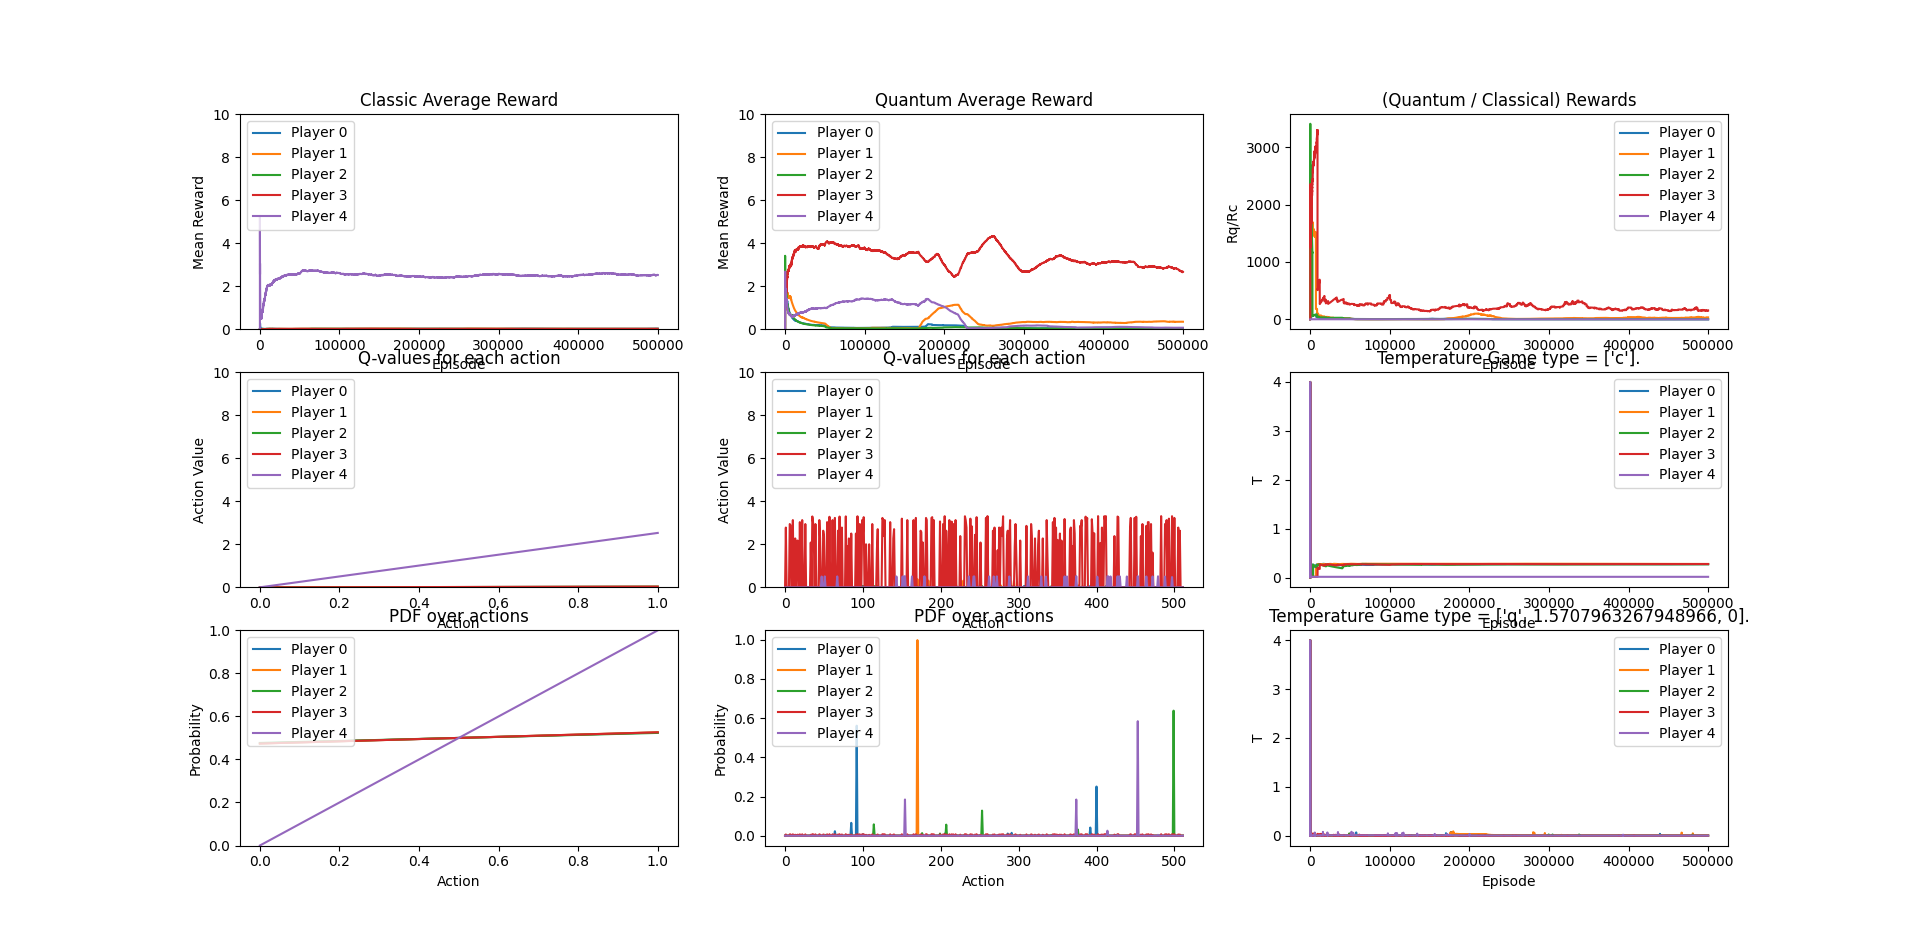 Classic Average Reward
Mean Reward
10
8
6
4
2
0
Player 0
Player 1
Player 2
Player 3
Player 4
0 100000 200000 300000 400000 500000
Episode
Quantum Average Reward
Mean Reward
10
8
6
4
2
0
Player 0
Player 1
Player 2
Player 3
Player 4
0 100000 200000 300000 400000 500000
Episode
(Quantum / Classical) Rewards
Rq/Rc
3000
2000
1000
0
Player 0
Player 1
Player 2
Player 3
Player 4
0 100000 200000 300000 400000 500000
Episode
Q-values for each action
Action Value
10
8
6
4
2
0
Player 0
Player 1
Player 2
Player 3
Player 4
0.0 0.2 0.4 0.6 0.8 1.0
Action
Q-values for each action
Action Value
10
8
6
4
2
0
Player 0
Player 1
Player 2
Player 3
Player 4
0 100 200 300 400 500
Action
Temperature Game type = ['c'].
T
4
3
2
1
0
Player 0
Player 1
Player 2
Player 3
Player 4
0 100000 200000 300000 400000 500000
Episode
PDF over actions
Probability
1.0
0.8
0.6
0.4
0.2
0.0
Player 0
Player 1
Player 2
Player 3
Player 4
0.0 0.2 0.4 0.6 0.8 1.0
Action
PDF over actions
Probability
1.0
0.8
0.6
0.4
0.2
0.0
Player 0
Player 1
Player 2
Player 3
Player 4
0 100 200 300 400 500
Action
Temperature Game type = ['q', 1.5707963267948966, 0].
T
4
3
2
1
0
Player 0
Player 1
Player 2
Player 3
Player 4
0 100000 200000 300000 400000 500000
Episode